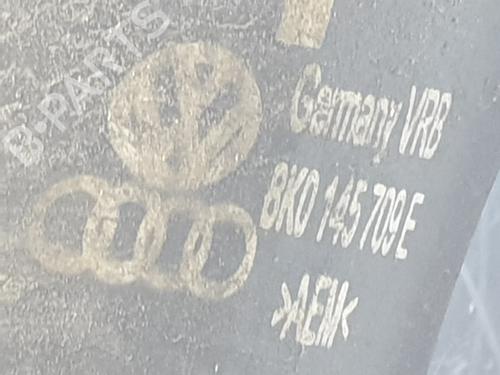 B-PARTS
Germany VRB
8K0 145 709 E
>AEM<